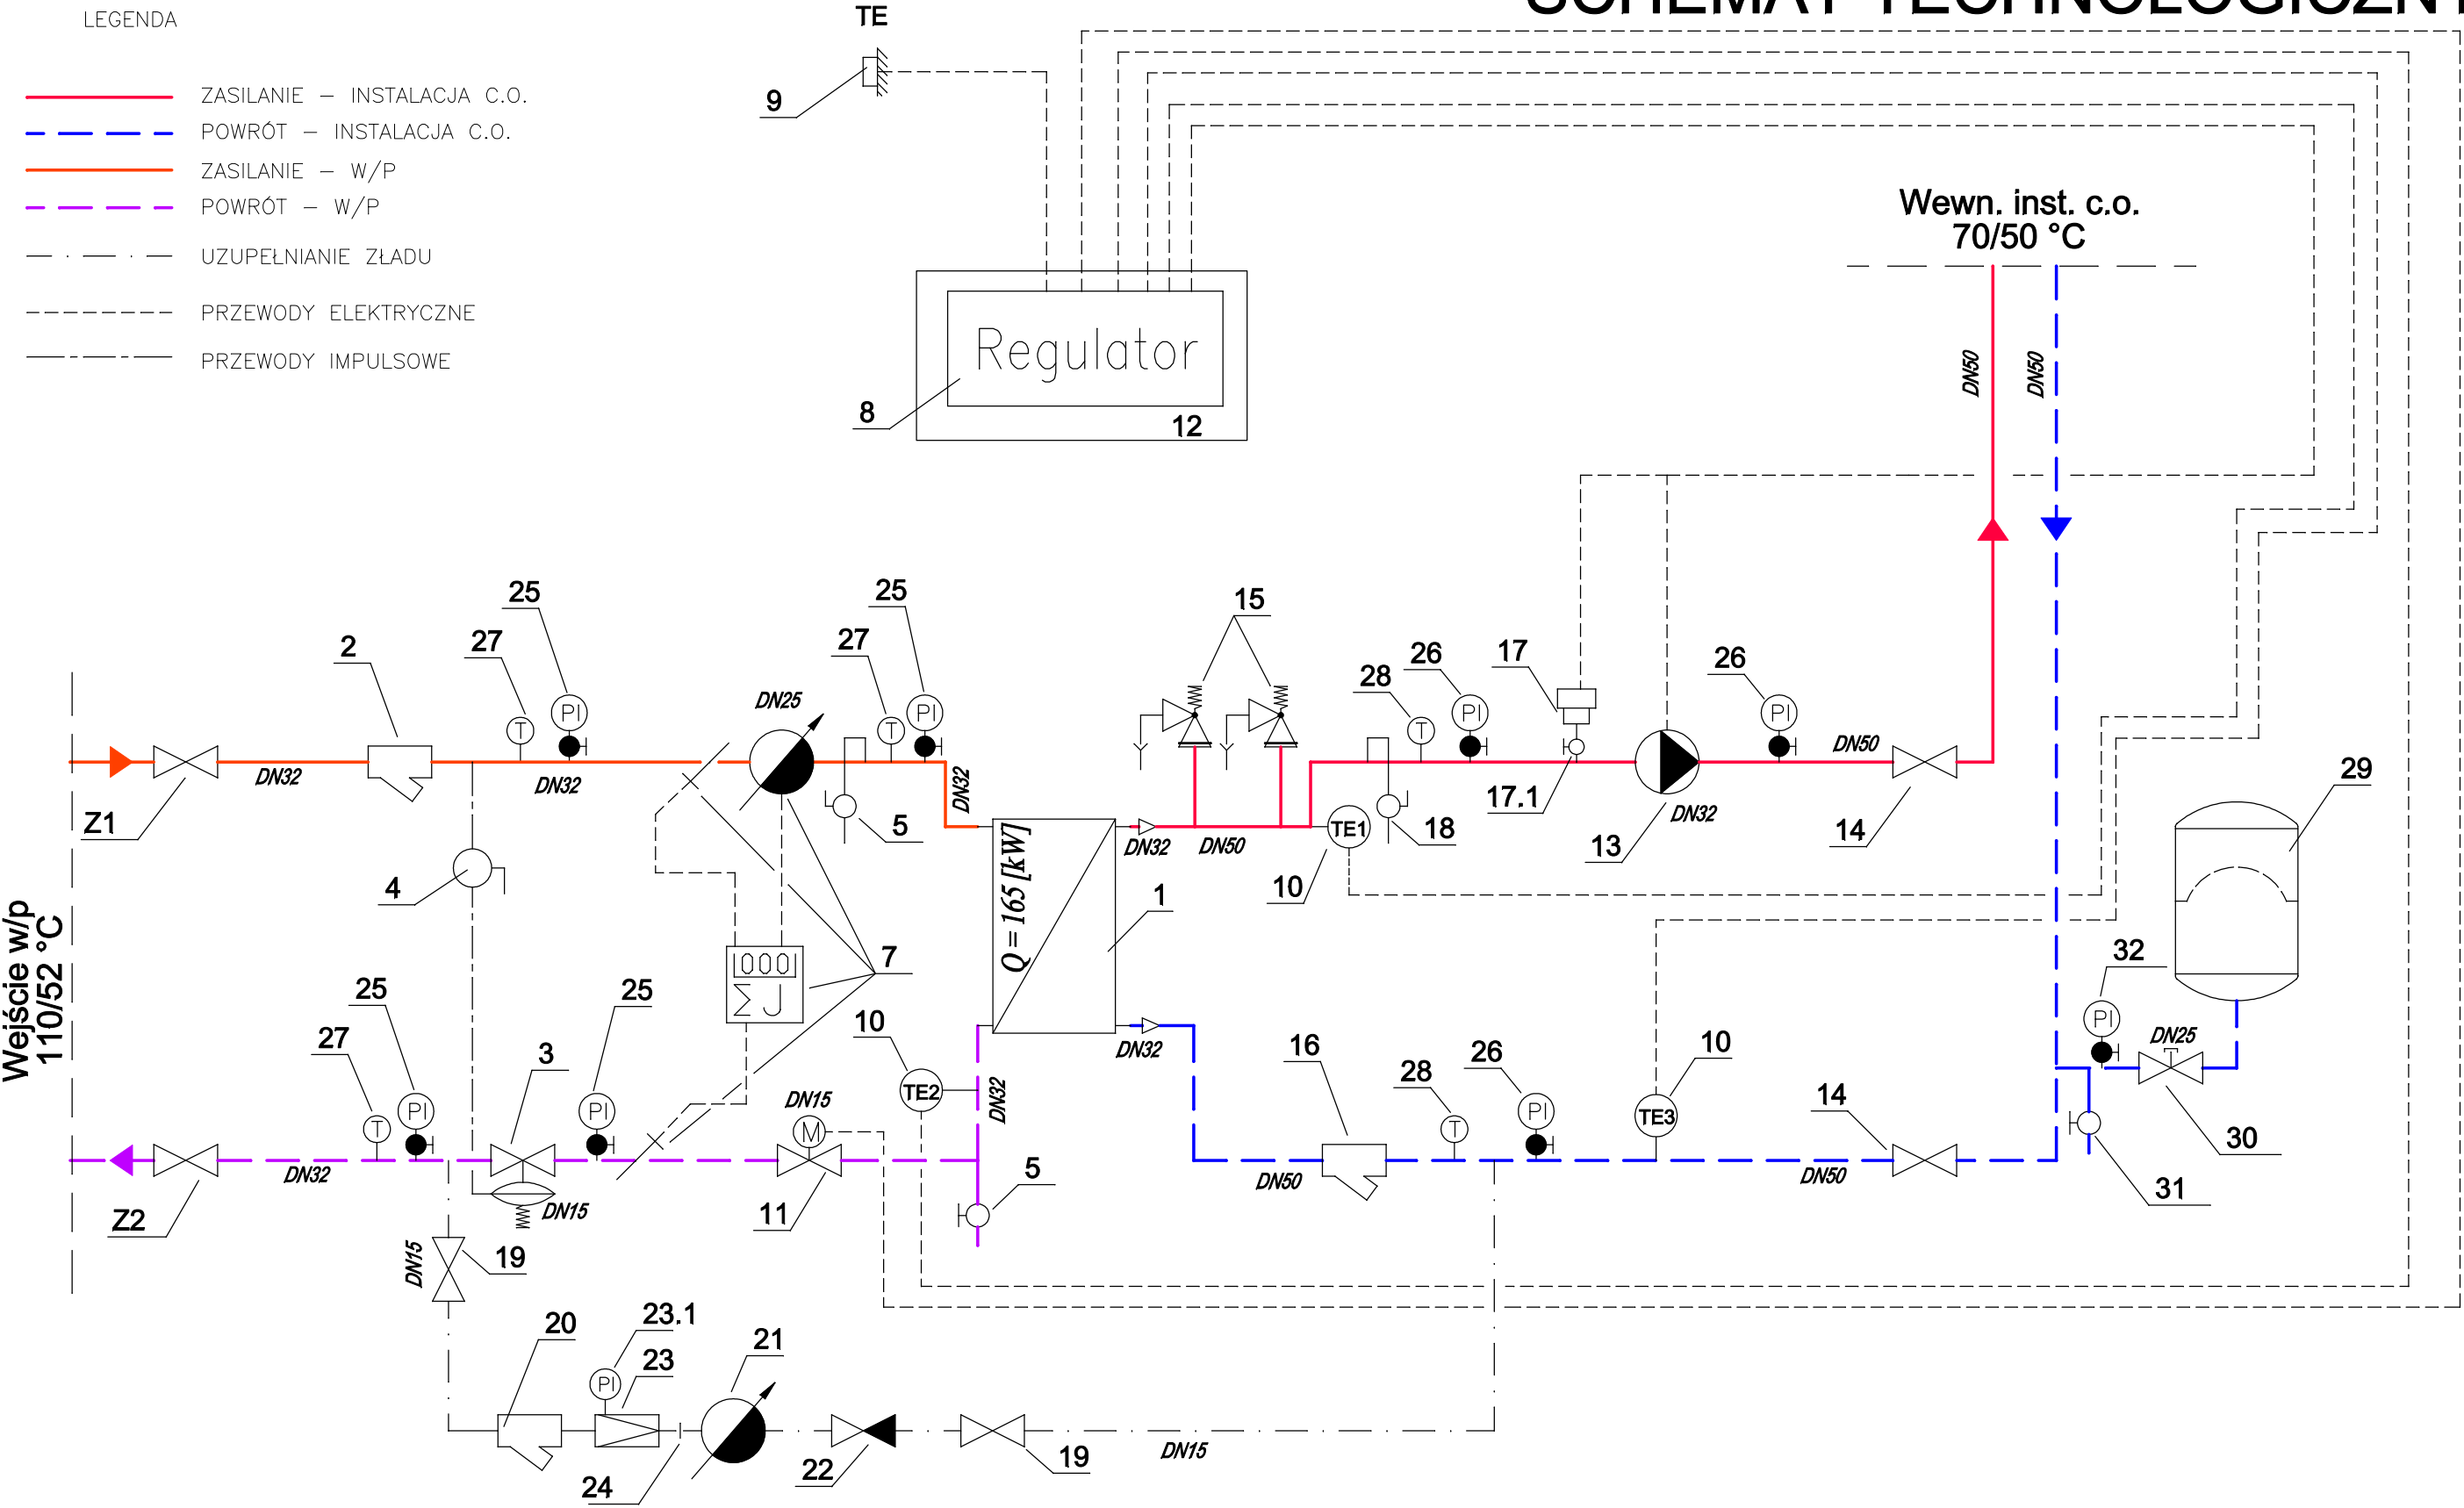 SCHEMAT TECHNOLOGICZNY
LEGENDA
ZASILANIE – INSTALACJA C.O.
POWRÓT – INSTALACJA C.O.
ZASILANIE – W/P
POWRÓT – W/P
UZUPEŁNIANIE ZŁADU
PRZEWODY ELEKTRYCZNE
PRZEWODY IMPULSOWE
TE
9
Regulator
8
12
Wewn. inst. c.o.
70/50 °C
DN50
DN50
25
25
15
2
27
27
17
26
26
28
DN25
PI
PI
T
T
PI
PI
T
DN50
DN32
DN32
DN32
29
Z1
5
17.1
DN32
TE1
18
13
14
DN32
DN50
4
10
1
Q = 165 [kW]
Wejście w/p
110/52 °C
7
000
Σ J
32
25
25
10
27
3
16
26
10
28
DN32
PI
DN25
PI
PI
T
TE2
DN32
DN15
M
T
PI
TE3
14
30
DN32
DN15
11
5
DN50
DN50
31
Z2
DN15
19
20
23.1
23
21
PI
24
22
19
DN15